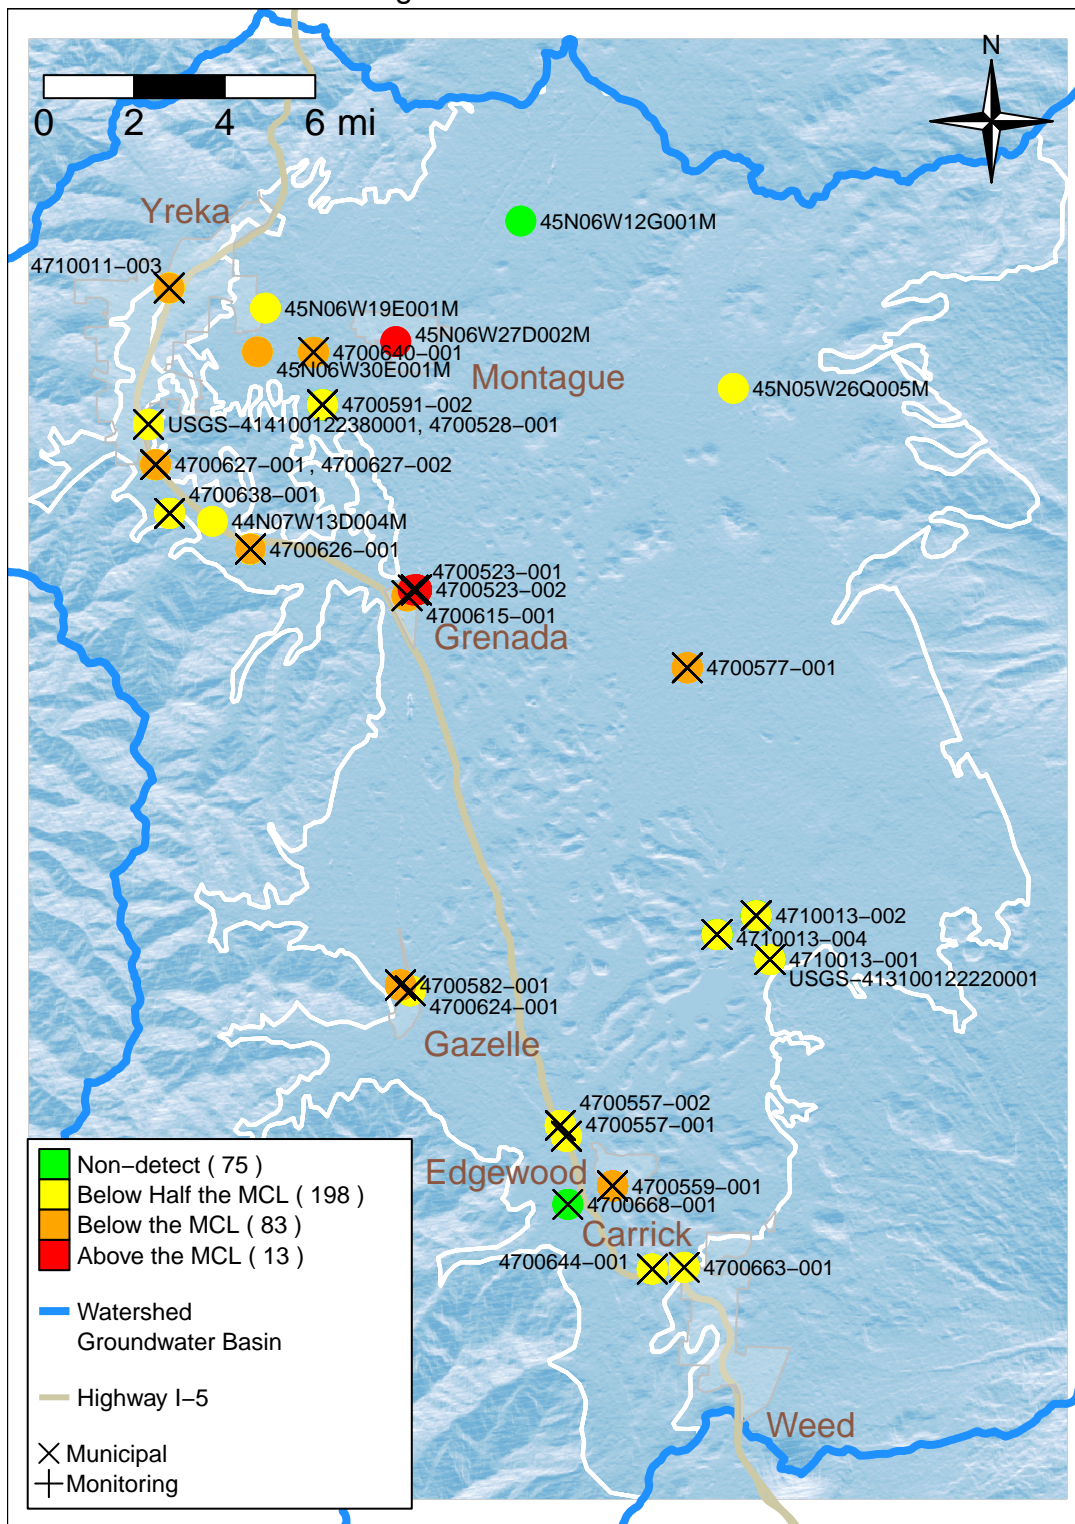 N
0 2 4 6 mi
Yreka
45N06W12G001M
4710011−003
45N06W19E001M
45N06W27D002M
4700640−001
45N06W30E001M
Montague
45N05W26Q005M
4700591−002
USGS−414100122380001, 4700528−001
4700627−001 , 4700627−002
4700638−001
44N07W13D004M
4700626−001
4700523−001
4700523−002
4700615−001
Grenada
4700577−001
4710013−002
4710013−004
4710013−001
USGS−413100122220001
4700582−001
4700624−001
Gazelle
4700557−002
4700557−001
Edgewood
4700559−001
4700668−001
Carrick
4700644−001
4700663−001
Weed
Non−detect ( 75 )
Below Half the MCL ( 198 )
Below the MCL ( 83 )
Above the MCL ( 13 )
Watershed
Groundwater Basin
Highway I−5
Municipal
Monitoring